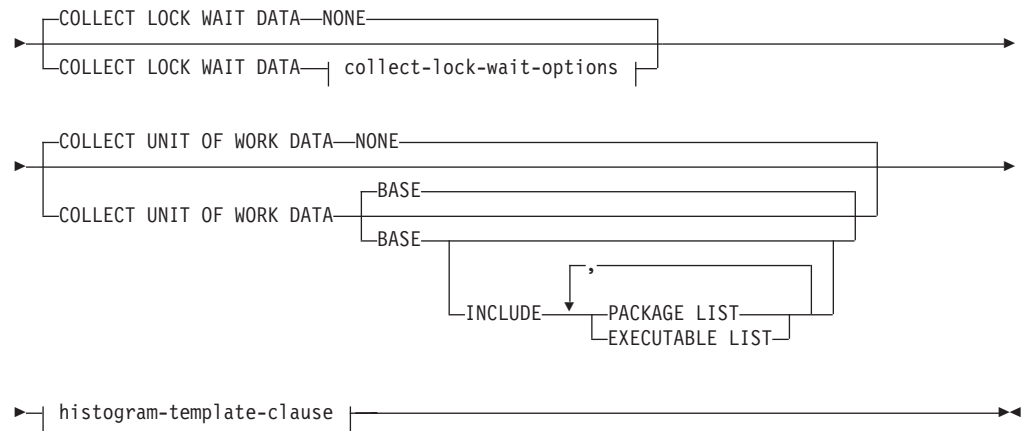 COLLECT LOCK WAIT DATA NONE
COLLECT LOCK WAIT DATA collect-lock-wait-options
COLLECT UNIT OF WORK DATA NONE
BASE
COLLECT UNIT OF WORK DATA
BASE
,
INCLUDE PACKAGE LIST
EXECUTABLE LIST
histogram-template-clause